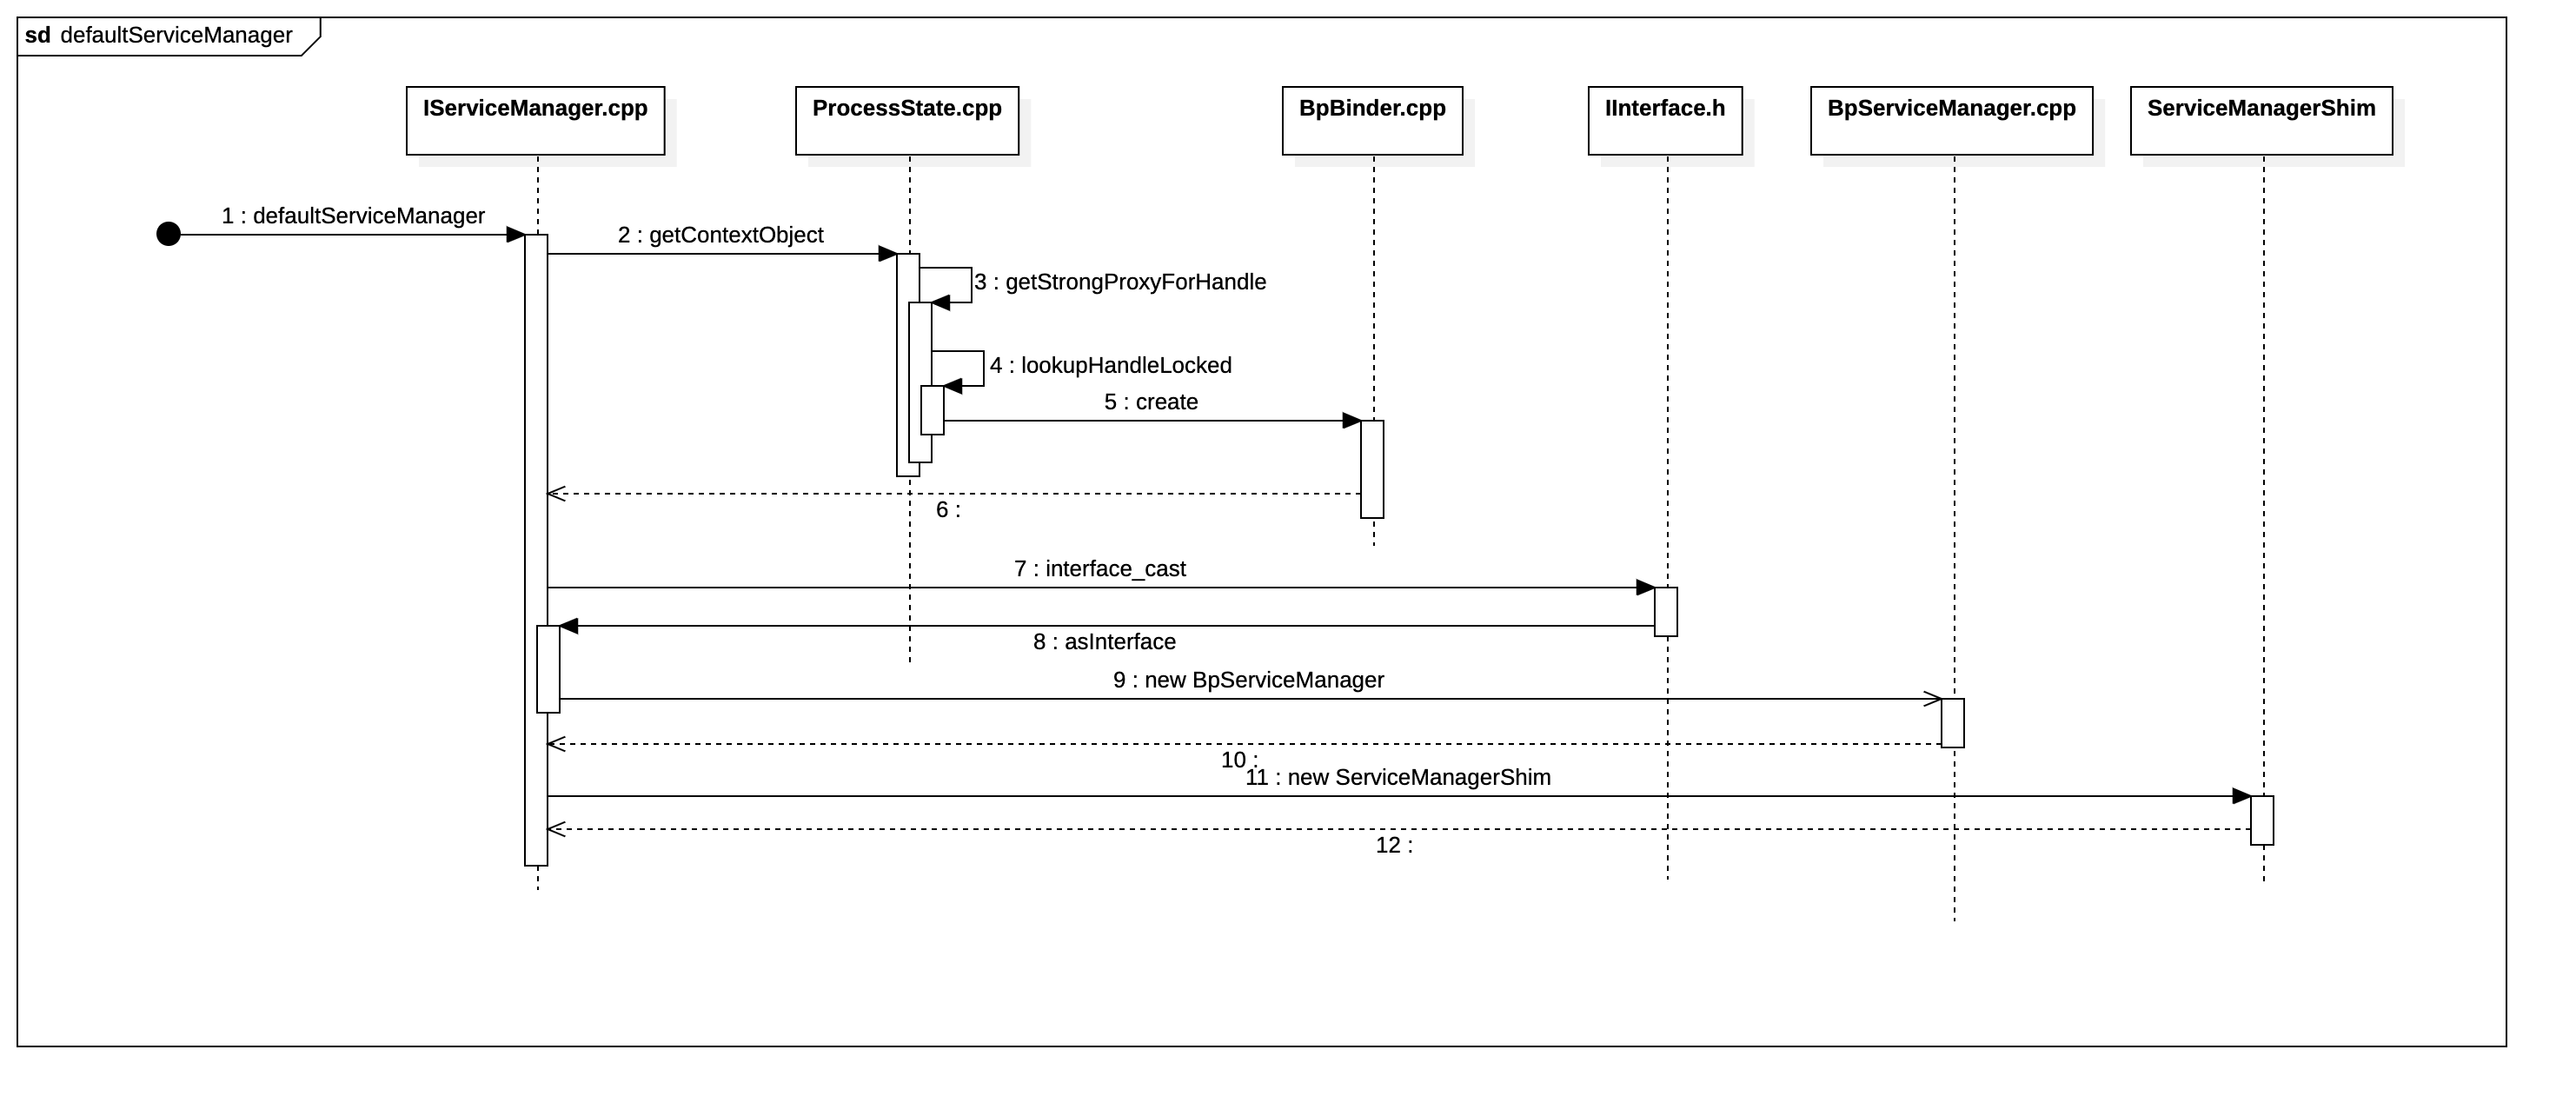 sd defaultServiceManager
IServiceManager.cpp
ProcessState.cpp
BpBinder.cpp
IInterface.h
BpServiceManager.cpp
ServiceManagerShim
1 : defaultServiceManager
2 : getContextObject
3 : getStrongProxyForHandle
4 : lookupHandleLocked
5 : create
6 :
7 : interface_cast
8 : asInterface
9 : new BpServiceManager
10 :
11 : new ServiceManagerShim
12 :